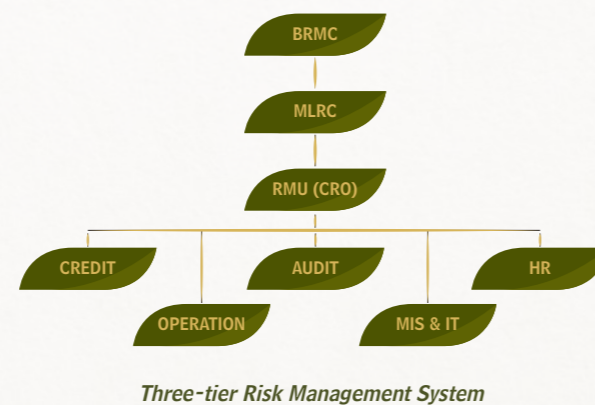 BRMC
MLRC
RMU (CRO)
CREDIT
AUDIT
HR
OPERATION
MIS & IT
Three-tier Risk Management System